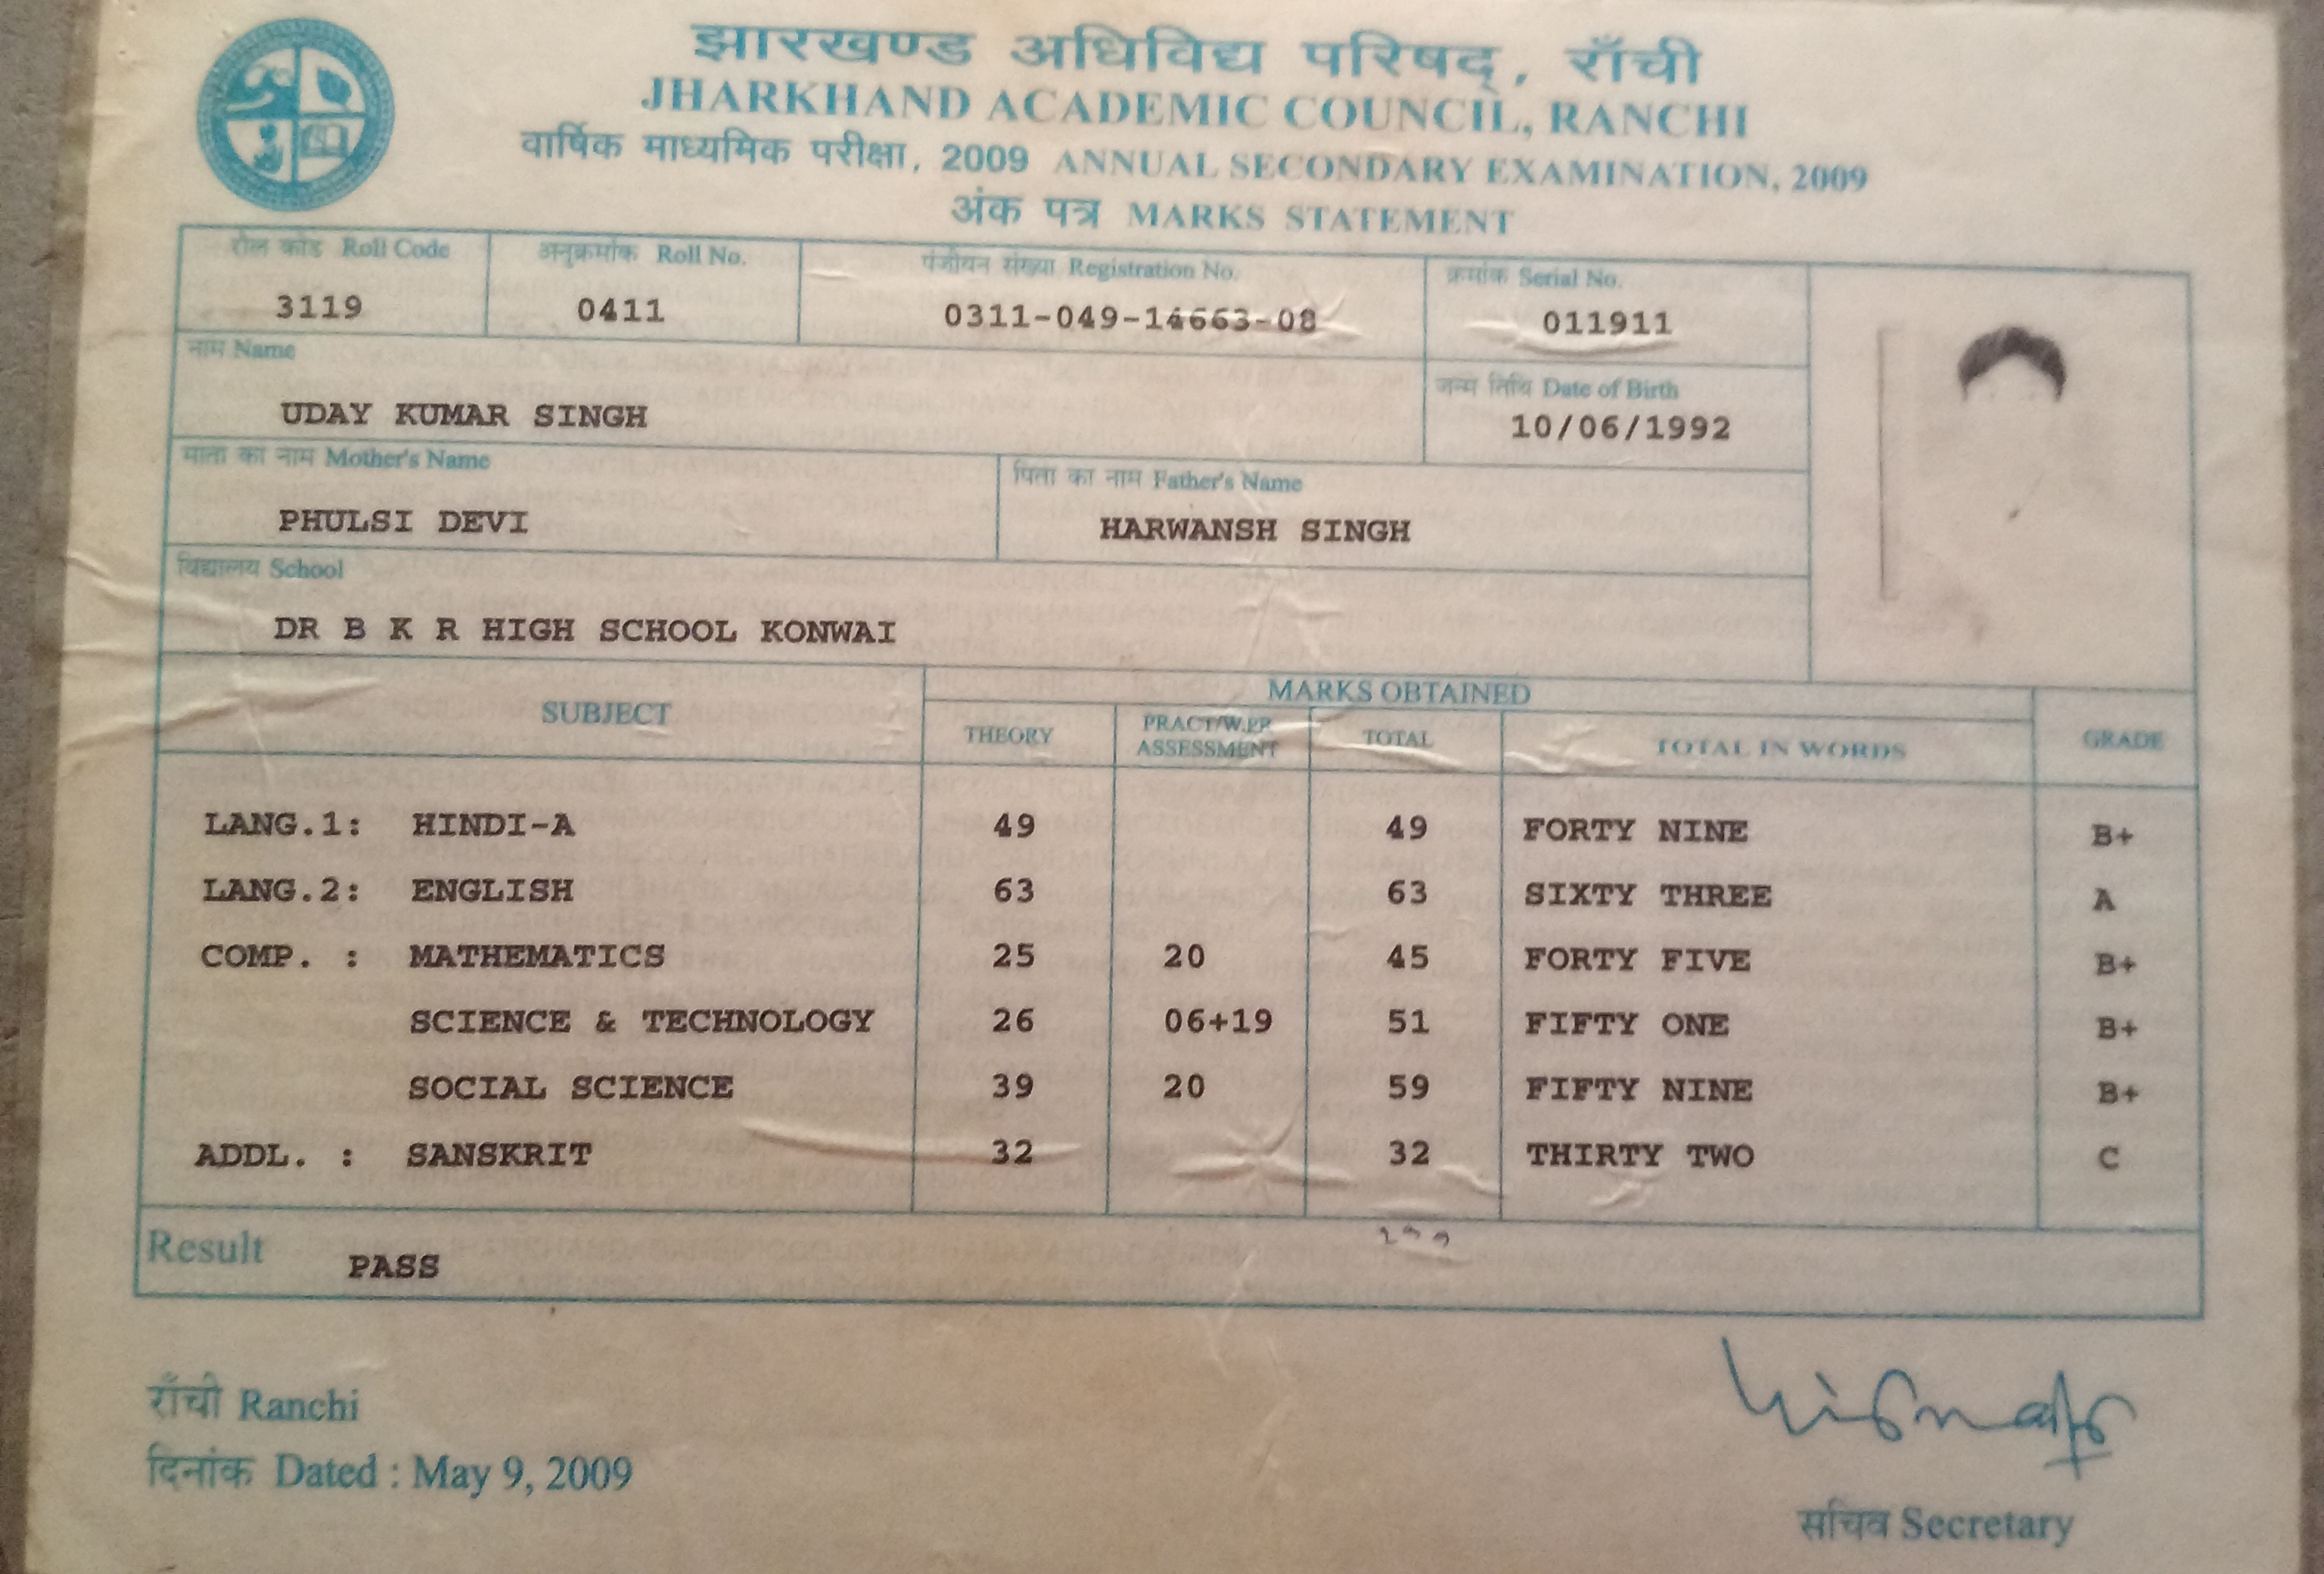 झारखण्ड अधिविद्य परिषद्, राँची
JHARKHAND ACADEMIC COUNCIL, RANCHI
वार्षिक माध्यमिक परीक्षा, 2009 ANNUAL SECONDARY EXAMINATION, 2009
अंक पत्र MARKS STATEMENT
रोल कोड Roll Code अनुक्रमांक Roll No. पंजीयन संख्या Registration No. क्रमांक Serial No.
3119 0411 0311-049-14663-08 011911
नाम Name जन्म तिथि Date of Birth
UDAY KUMAR SINGH 10/06/1992
माता का नाम Mother's Name पिता का नाम Father's Name
PHULSI DEVI HARWANSH SINGH
विद्यालय School
DR B K R HIGH SCHOOL KONWAI
SUBJECT MARKS OBTAINED GRADE
THEORY PRACT/W.EP. ASSESSMENT TOTAL TOTAL IN WORDS
LANG.1: HINDI-A 49 49 FORTY NINE B+
LANG.2: ENGLISH 63 63 SIXTY THREE A
COMP. : MATHEMATICS 25 20 45 FORTY FIVE B+
SCIENCE & TECHNOLOGY 26 06+19 51 FIFTY ONE B+
SOCIAL SCIENCE 39 20 59 FIFTY NINE B+
ADDL. : SANSKRIT 32 32 THIRTY TWO C
Result PASS
राँची Ranchi
दिनांक Dated : May 9, 2009
सचिव Secretary